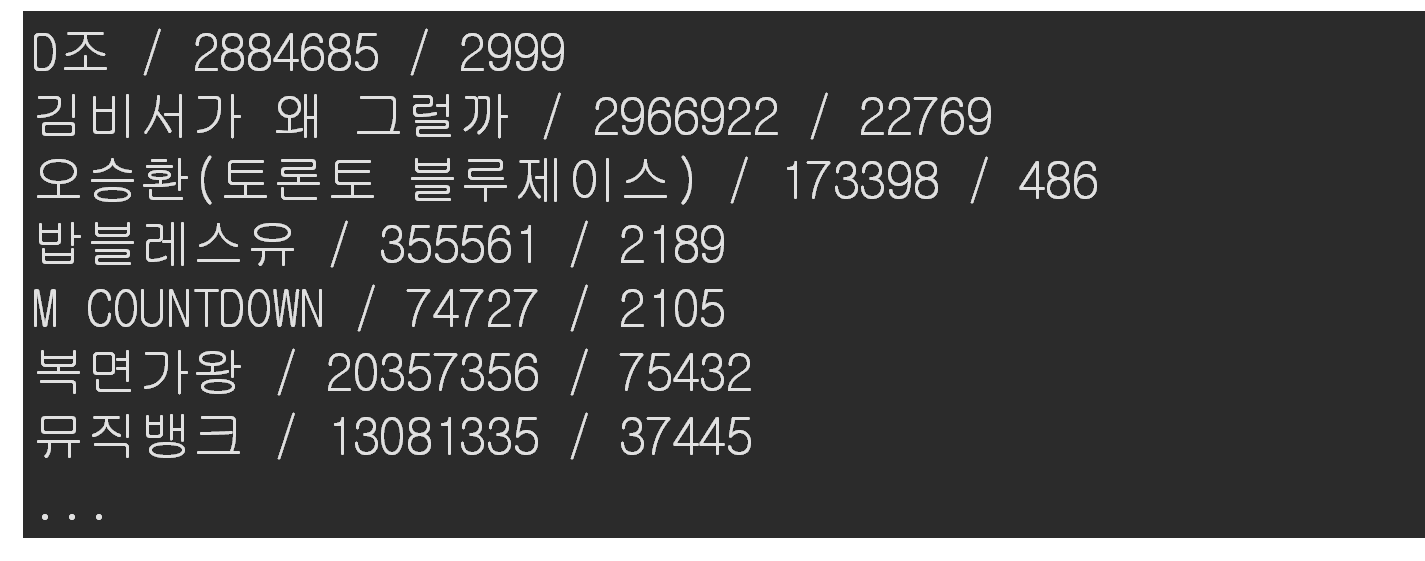 D조 / 2884685 / 2999
김비서가 왜 그럴까 / 2966922 / 22769
오승환(토론토 블루제이스) / 173398 / 486
밥블레스유 / 355561 / 2189
M COUNTDOWN / 74727 / 2105
복면가왕 / 20357356 / 75432
뮤직뱅크 / 13081335 / 37445
...